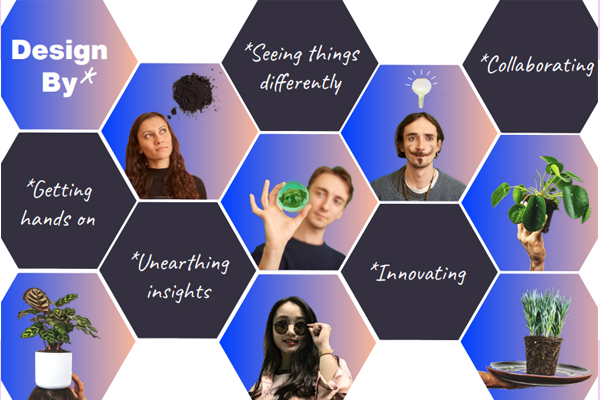 Design
By*
*Seeing things
differently
*Collaborating
*Getting
hands on
*Unearthing
insights
*Innovating